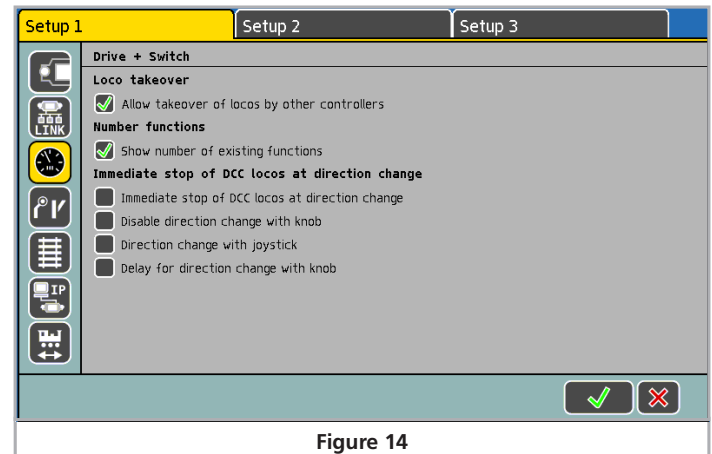 Setup 1
Setup 2
Setup 3
Drive + Switch
Loco takeover
Allow takeover of locos by other controllers
Number functions
Show number of existing functions
Immediate stop of DCC locos at direction change
Immediate stop of DCC locos at direction change
Disable direction change with knob
Direction change with joystick
Delay for direction change with knob
LINK
IP
Figure 14